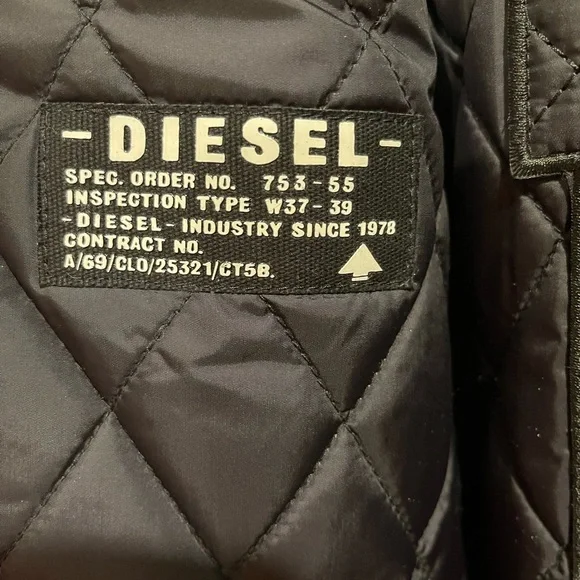 - DIESEL -
SPEC. ORDER NO. 753-55
INSPECTION TYPE W37-39
-DIESEL- INDUSTRY SINCE 1978
CONTRACT NO.
A/69/CLO/25321/CT5B.